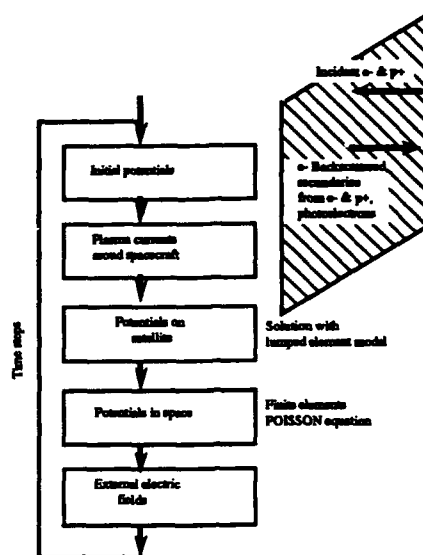 Incident e- & p+
e- Backscattered
secondaries
from e- & p+,
photoelectrons
Initial potentials
Plasma currents
aroud spacecraft
Potentials on
satellite
Solution with
lumped element model
Potentials in space
Finite elements
POISSON equation
External electric
fields
Time steps